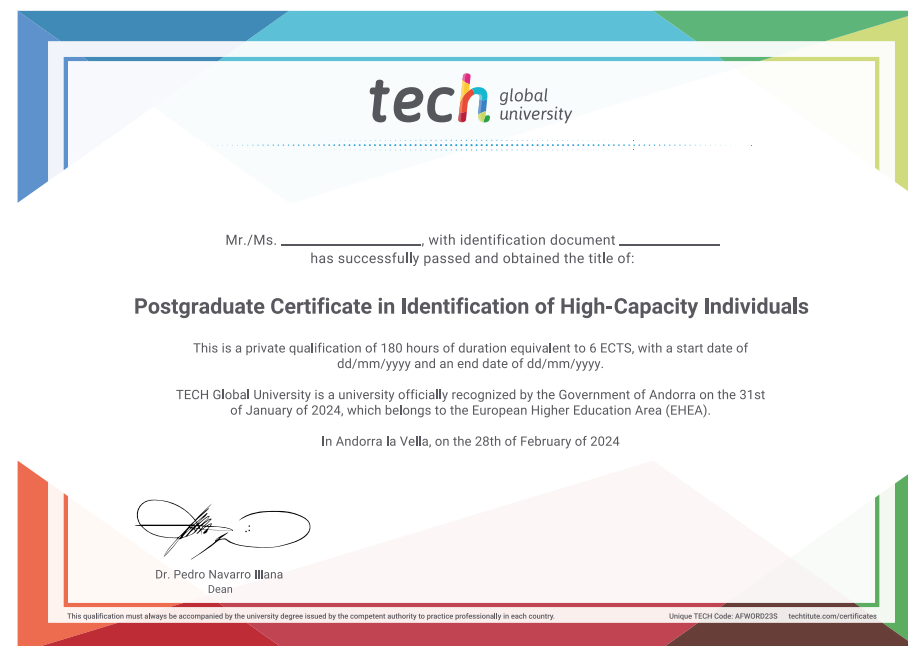 tech global university
Mr./Ms. ____________________, with identification document ______________
has successfully passed and obtained the title of:
Postgraduate Certificate in Identification of High-Capacity Individuals
This is a private qualification of 180 hours of duration equivalent to 6 ECTS, with a start date of
dd/mm/yyyy and an end date of dd/mm/yyyy.
TECH Global University is a university officially recognized by the Government of Andorra on the 31st
of January of 2024, which belongs to the European Higher Education Area (EHEA).
In Andorra la Vella, on the 28th of February of 2024
Dr. Pedro Navarro Illana
Dean
This qualification must always be accompanied by the university degree issued by the competent authority to practice professionally in each country. Unique TECH Code: AFWORD23S techtitute.com/certificates